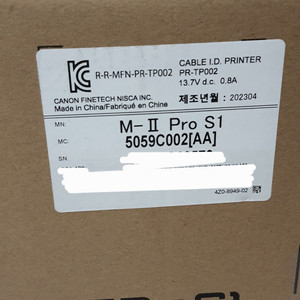 R-R-MFN-PR-TP002
CABLE I.D. PRINTER
PR-TP002
13.7V d.c. 0.8A
CANON FINETECH NISCA INC.
Made in China/Fabriqué en Chine
제조년월 : 202304
MN:
M-Ⅱ Pro S1
MC:
5059C002[AA]
SN
4Z0-8949-02